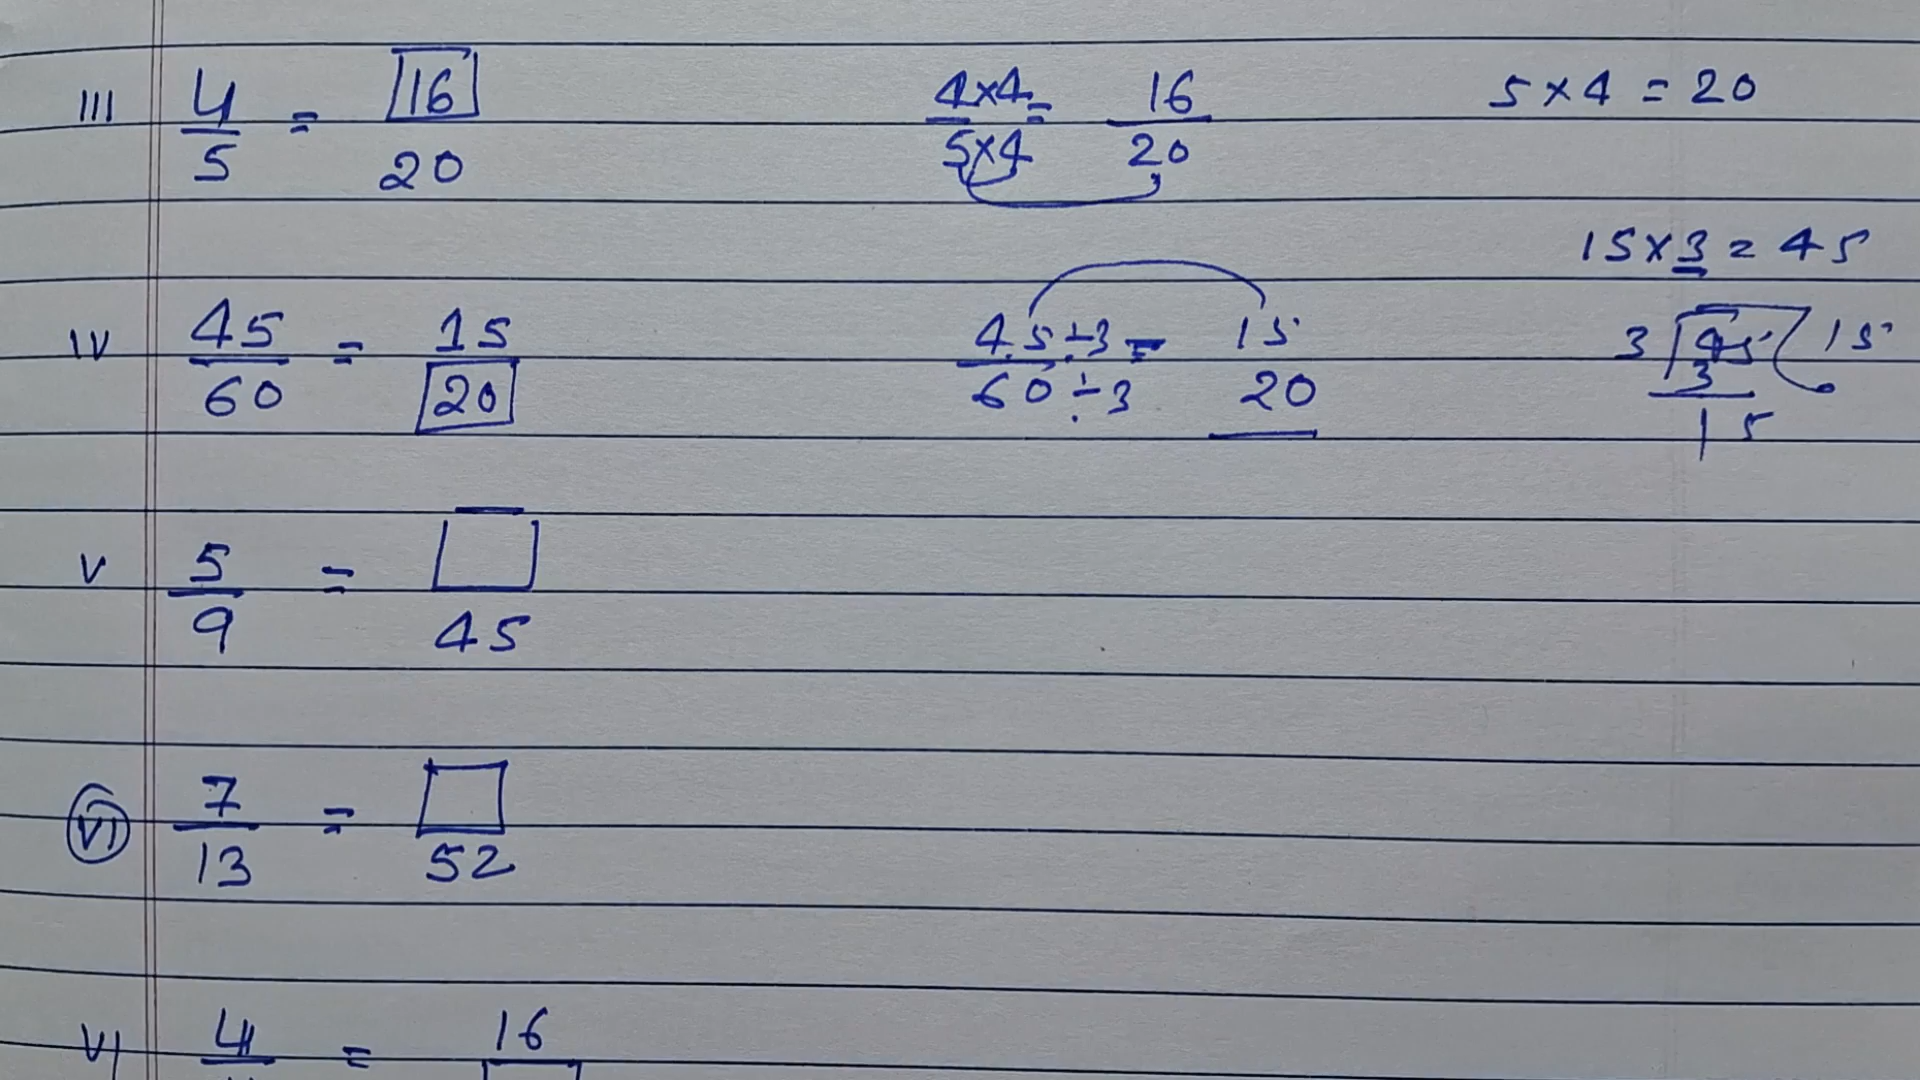 III 4/5 = 16/20 4×4/5×4 = 16/20 5×4 = 20
15×3 = 45
IV 45/60 = 15/20 45÷3/60÷3 = 15/20 3 45 15
3
15
V 5/9 = □/45
VI 7/13 = □/52
VI 4 = 16